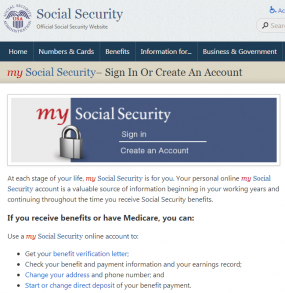 Social Security
Official Social Security Website
Ac
Search
Home Numbers & Cards Benefits Information for... Business & Government
my Social Security– Sign In Or Create An Account
my Social Security
Sign in
Create an Account
At each stage of your life, my Social Security is for you. Your personal online my Social
Security account is a valuable source of information beginning in your working years and
continuing throughout the time you receive Social Security benefits.
If you receive benefits or have Medicare, you can:
Use a my Social Security online account to:
Get your benefit verification letter;
Check your benefit and payment information and your earnings record;
Change your address and phone number; and
Start or change direct deposit of your benefit payment.